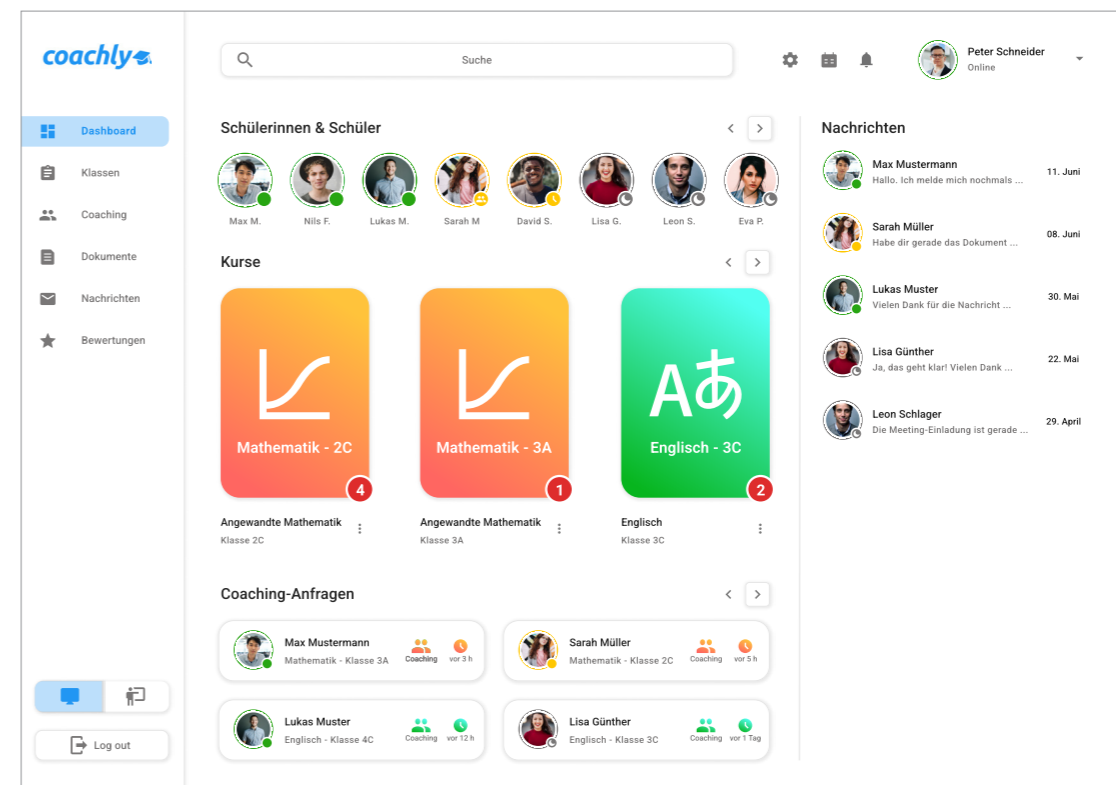 coachly
Suche
Peter Schneider
Online
Dashboard
Klassen
Coaching
Dokumente
Nachrichten
Bewertungen
Log out
Schülerinnen & Schüler
Max M.
Nils F.
Lukas M.
Sarah M
David S.
Lisa G.
Leon S.
Eva P.
Kurse
Aあ
Mathematik - 2C
4
Mathematik - 3A
1
Englisch - 3C
2
Angewandte Mathematik
Klasse 2C
Angewandte Mathematik
Klasse 3A
Englisch
Klasse 3C
Coaching-Anfragen
Max Mustermann
Mathematik - Klasse 3A
Coaching
vor 3 h
Sarah Müller
Mathematik - Klasse 2C
Coaching
vor 5 h
Lukas Muster
Englisch - Klasse 4C
Coaching
vor 12 h
Lisa Günther
Englisch - Klasse 3C
Coaching
vor 1 Tag
Nachrichten
Max Mustermann
Hallo. Ich melde mich nochmals ...
11. Juni
Sarah Müller
Habe dir gerade das Dokument ...
08. Juni
Lukas Muster
Vielen Dank für die Nachricht ...
30. Mai
Lisa Günther
Ja, das geht klar! Vielen Dank ...
22. Mai
Leon Schlager
Die Meeting-Einladung ist gerade ...
29. April